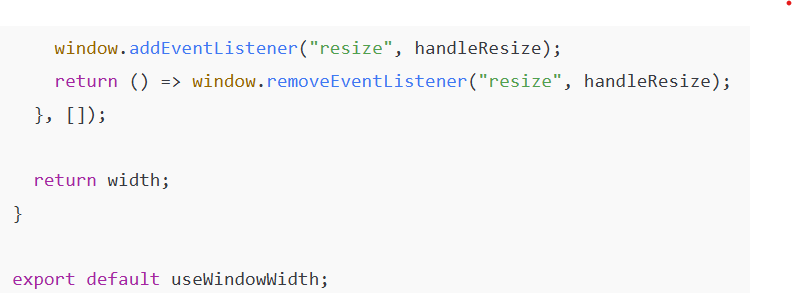 window.addEventListener("resize", handleResize);
return () => window.removeEventListener("resize", handleResize);
}, []);
return width;
}
export default useWindowWidth;